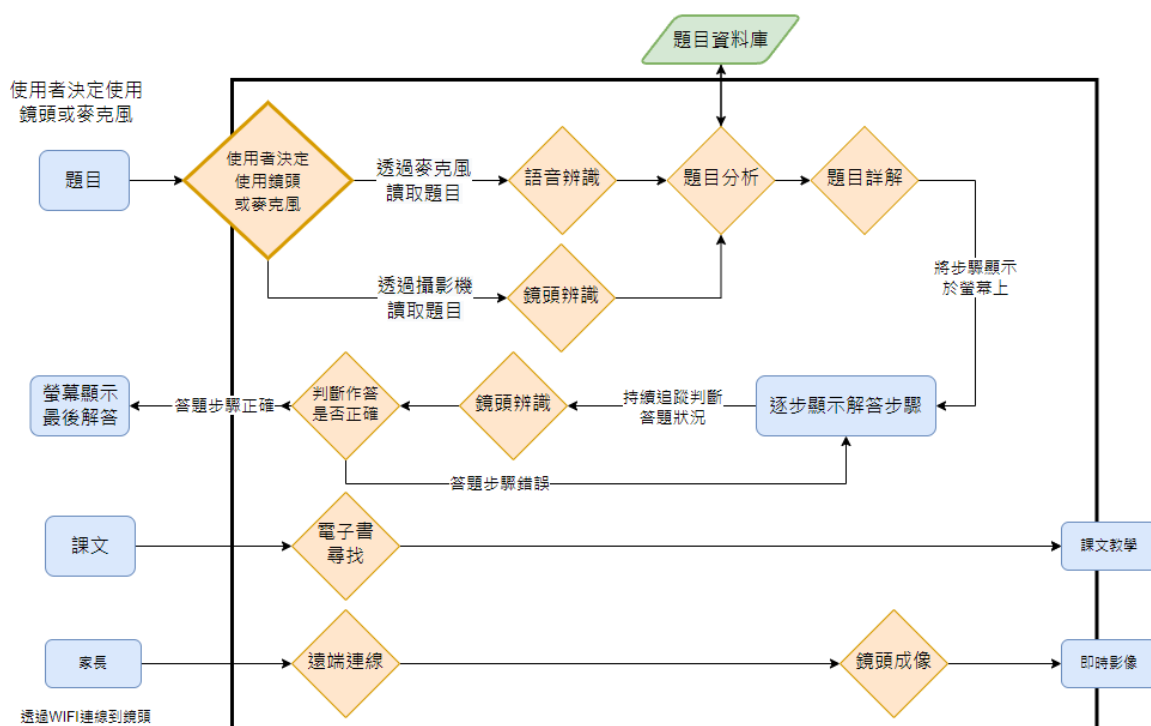 題目資料庫
使用者決定使用
鏡頭或麥克風
題目
使用者決定
使用鏡頭
或麥克風
透過麥克風
讀取題目
語音辨識
題目分析
題目詳解
透過攝影機
讀取題目
鏡頭辨識
將步驟顯示
於螢幕上
螢幕顯示
最後解答
答題步驟正確
判斷作答
是否正確
鏡頭辨識
持續追蹤判斷
答題狀況
逐步顯示解答步驟
答題步驟錯誤
課文
電子書
尋找
課文教學
家長
遠端連線
鏡頭成像
即時影像
透過WIFI連線到鏡頭